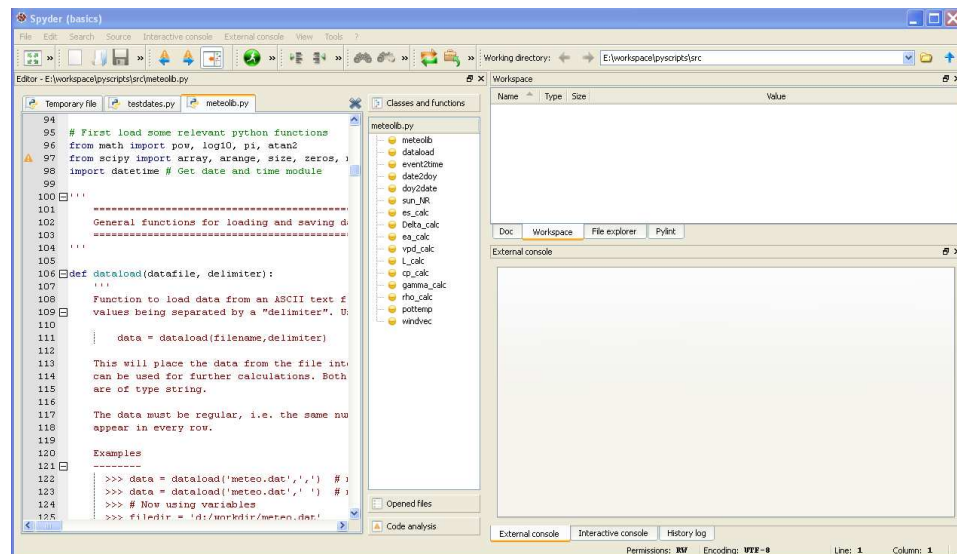 Spyder (basics)
File Edit Search Source Interactive console External console View Tools ?
Working directory: E:\workspace\pyscripts\src
Editor - E:\workspace\pyscripts\src\meteolib.py
Temporary file testdates.py meteolib.py
94
95 # First load some relevant python functions
96 from math import pow, log10, pi, atan2
97 from scipy import array, arange, size, zeros,
98 import datetime # Get date and time module
99
100 '''
101 ==========================================
102 General functions for loading and saving
103 ==========================================
104 '''
105
106 def dataload(datafile, delimiter):
107 '''
108 Function to load data from an ASCII text
109 values being separated by a "delimiter".
110
111 data = dataload(filename,delimiter)
112
113 This will place the data from the file
114 can be used for further calculations. Both
115 are of type string.
116
117 The data must be regular, i.e. the same
118 appear in every row.
119
120 Examples
121 --------
122 >>> data = dataload('meteo.dat',',') #
123 >>> data = dataload('meteo.dat',' ') #
124 >>> # Now using variables
125 >>> filedir = 'd:/workdir/meteo.dat'
Classes and functions
meteolib.py
meteolib
dataload
event2time
date2doy
doy2date
sun_NR
es_calc
Delta_calc
ea_calc
vpd_calc
L_calc
cp_calc
gamma_calc
rho_calc
pottemp
windvec
Opened files
Code analysis
Workspace
Name Type Size Value
Doc Workspace File explorer Pylint
External console
External console Interactive console History log
Permissions: RW Encoding: UTF-8 Line: 1 Column: 1